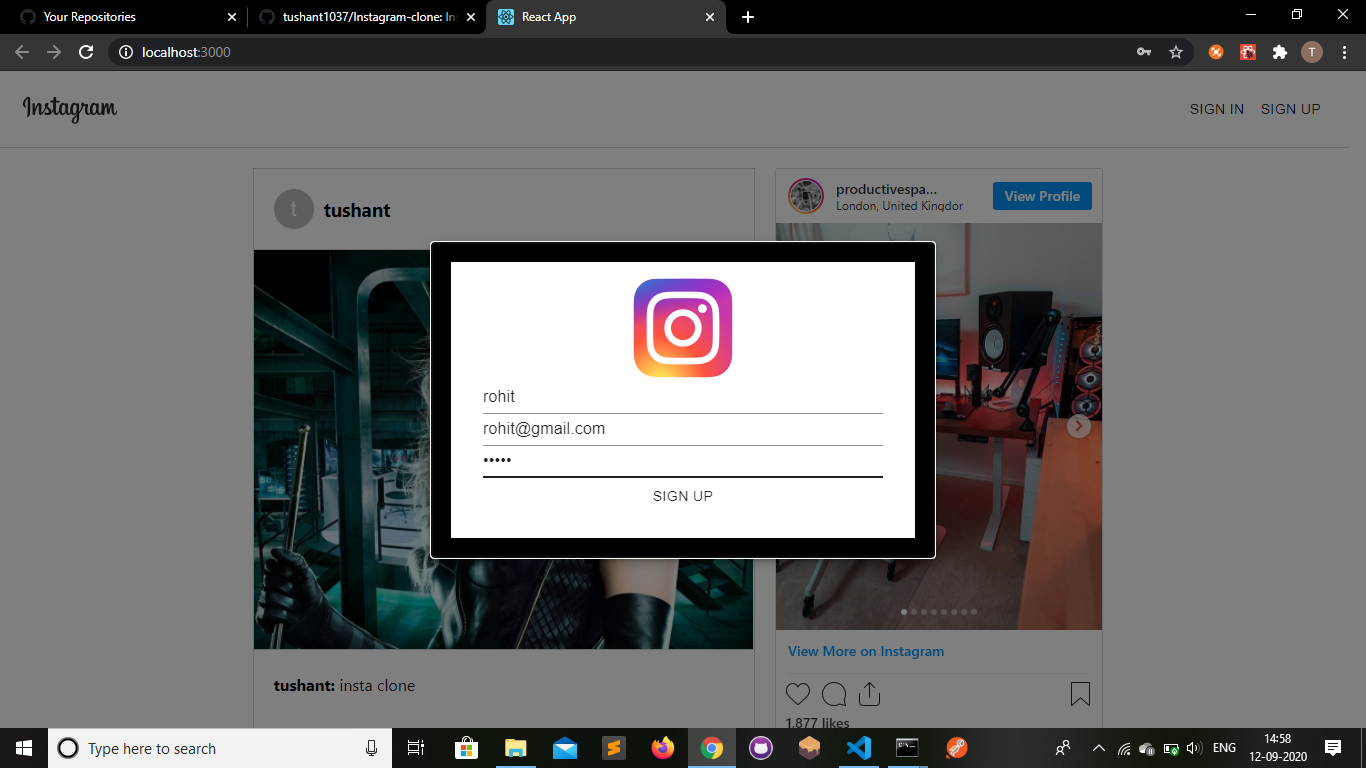 Your Repositories
tushant1037/Instagram-clone: Ins
React App
localhost:3000
T
Instagram
SIGN IN SIGN UP
t
tushant
productivespa...
London, United Kingdom
View Profile
rohit
rohit@gmail.com
•••••
SIGN UP
View More on Instagram
tushant: insta clone
1,877 likes
Type here to search
ENG
14:58
12-09-2020